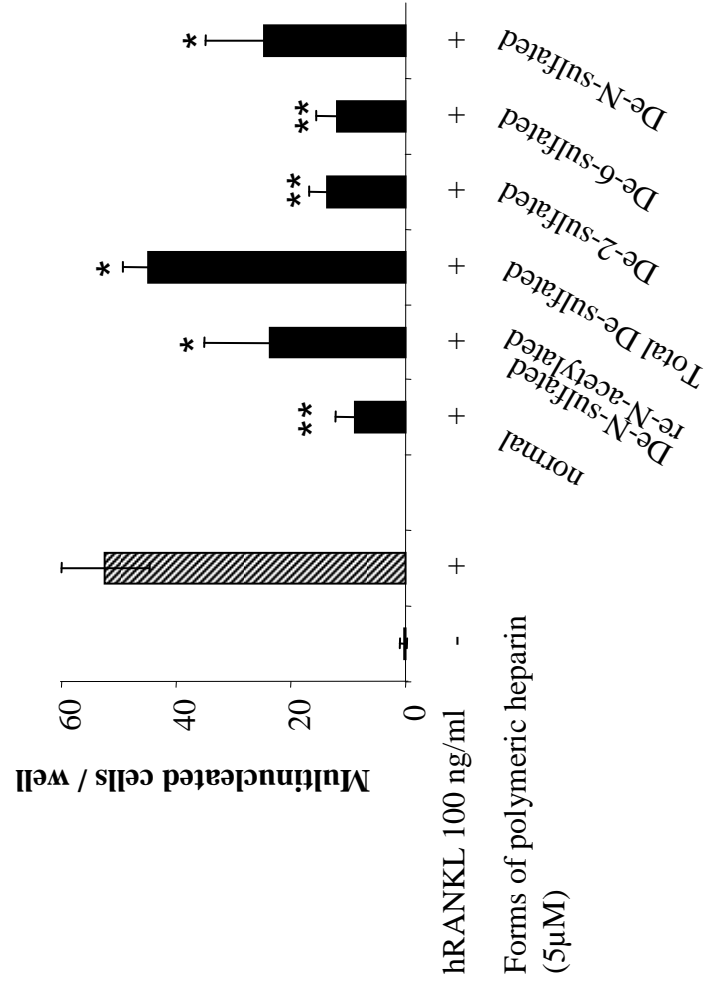 Multinucleated cells / well
60
40
20
0
** * * ** ** *
hRANKL 100 ng/ml - + + + + + + +
Forms of polymeric heparin
(5µM)
normal
De-N-sulfated
re-N-acetylated
Total De-sulfated
De-2-sulfated
De-6-sulfated
De-N-sulfated